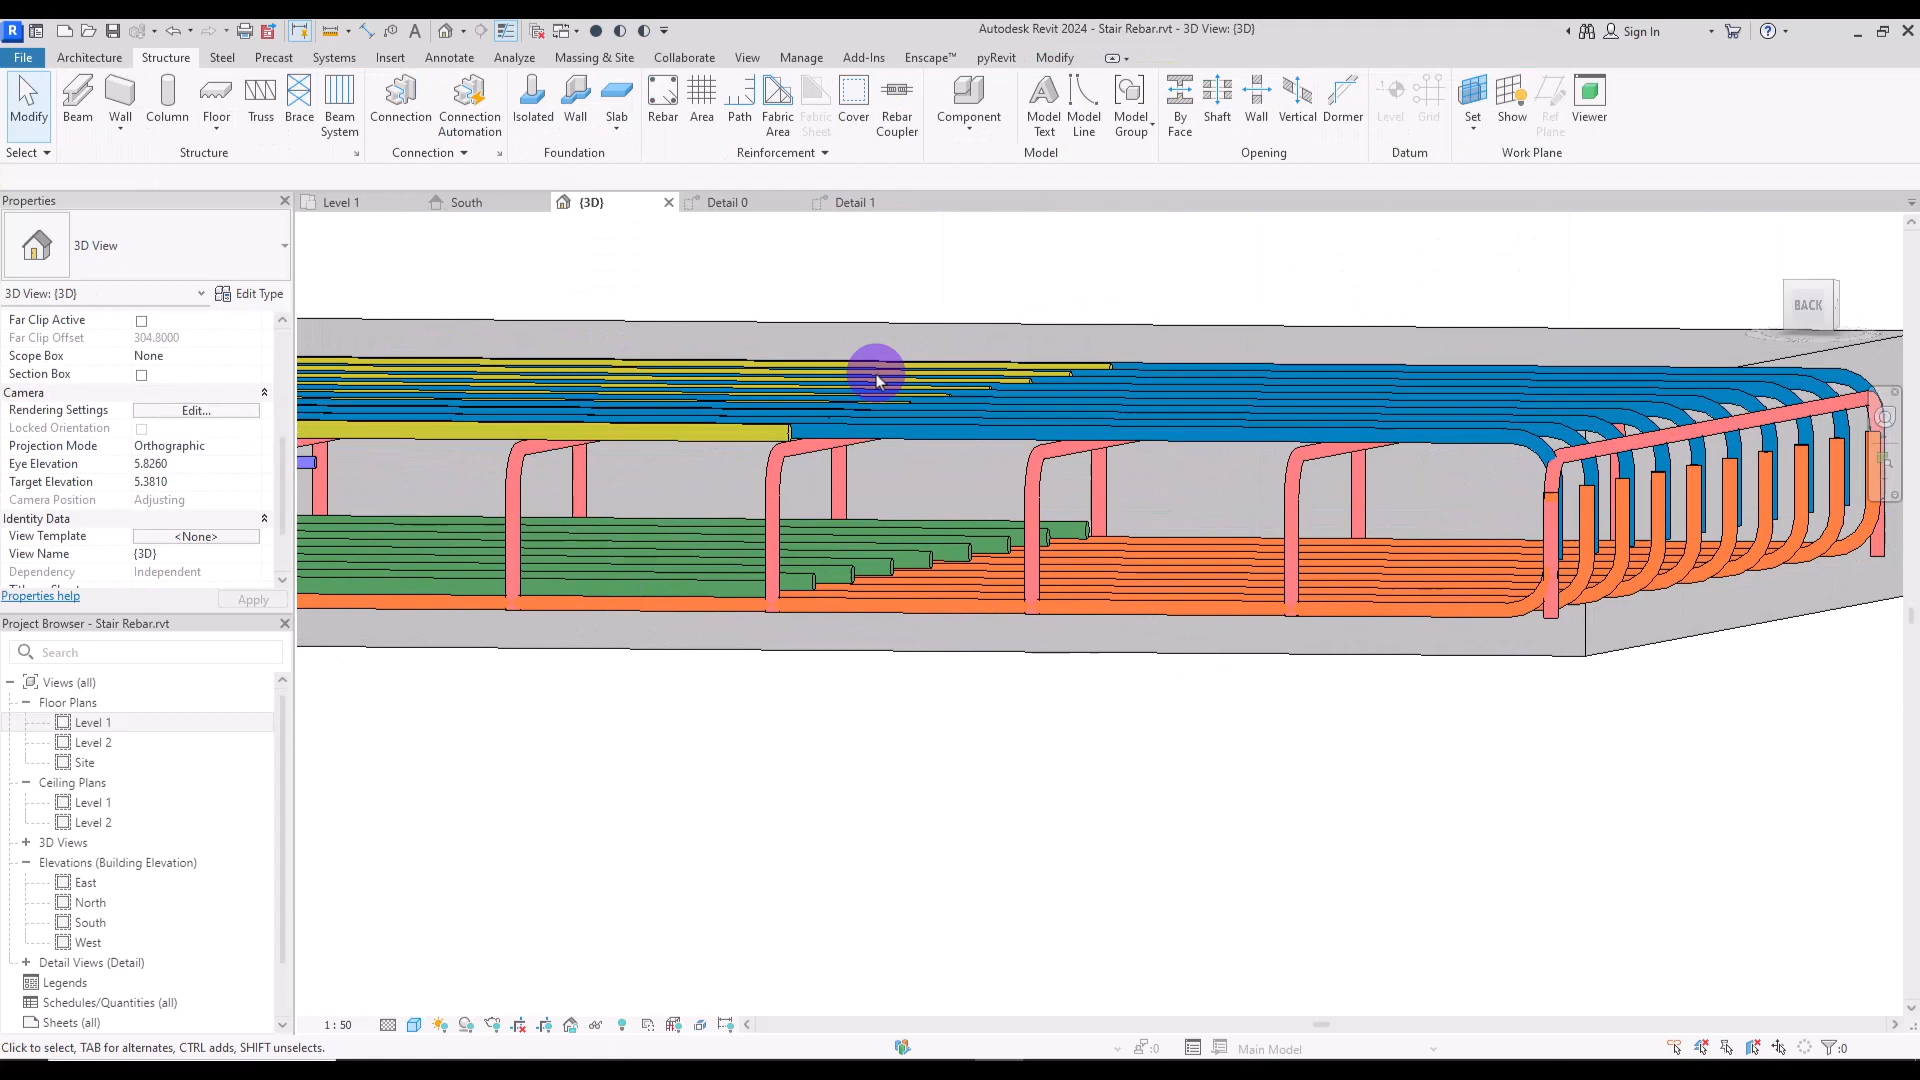 Autodesk Revit 2024 - Stair Rebar.rvt - 3D View: {3D}
Sign In
File Architecture Structure Steel Precast Systems Insert Annotate Analyze Massing & Site Collaborate View Manage Add-Ins Enscape™ pyRevit Modify
Modify Beam Wall Column Floor Truss Brace Beam System Connection Connection Automation Isolated Wall Slab Rebar Area Path Fabric Area Fabric Sheet Cover Rebar Coupler Component Model Text Model Line Model Group By Face Shaft Wall Vertical Dormer Level Grid Set Show Ref Plane Viewer
Select Structure Connection Foundation Reinforcement Model Opening Datum Work Plane
Properties
Level 1 South {3D} Detail 0 Detail 1
3D View
3D View: {3D} Edit Type
Far Clip Active
Far Clip Offset 304.8000
Scope Box None
Section Box
Camera
Rendering Settings Edit...
Locked Orientation
Projection Mode Orthographic
Eye Elevation 5.8260
Target Elevation 5.3810
Camera Position Adjusting
Identity Data
View Template <None>
View Name {3D}
Dependency Independent
Properties help Apply
BACK
Project Browser - Stair Rebar.rvt
Search
Views (all)
Floor Plans
Level 1
Level 2
Site
Ceiling Plans
Level 1
Level 2
3D Views
Elevations (Building Elevation)
East
North
South
West
Detail Views (Detail)
Legends
Schedules/Quantities (all)
Sheets (all)
1 : 50
Click to select, TAB for alternates, CTRL adds, SHIFT unselects.
:0
Main Model
:0